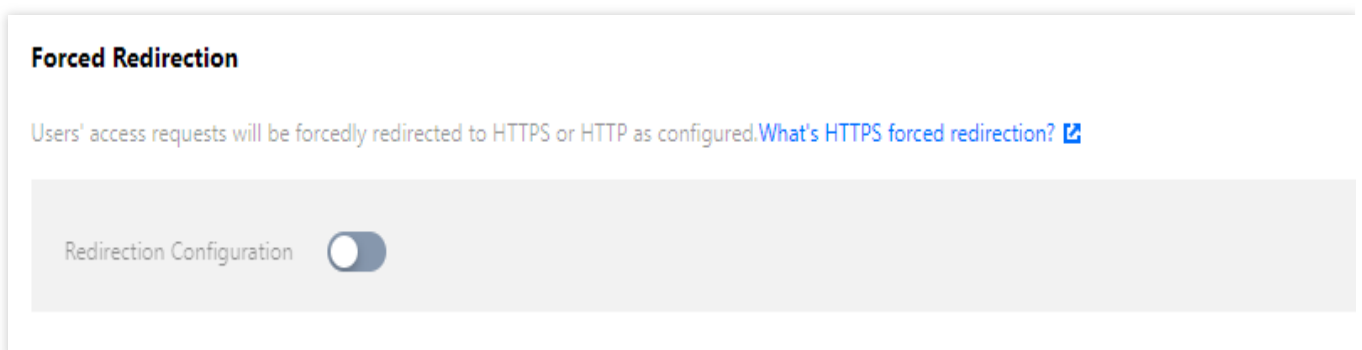 Forced Redirection
Users' access requests will be forcedly redirected to HTTPS or HTTP as configured.What's HTTPS forced redirection?
Redirection Configuration